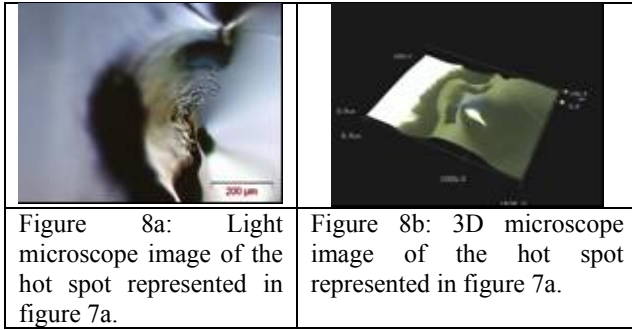 200 µm
Figure 8a: Light
microscope image of the
hot spot represented in
figure 7a.
Figure 8b: 3D microscope
image of the hot spot
represented in figure 7a.